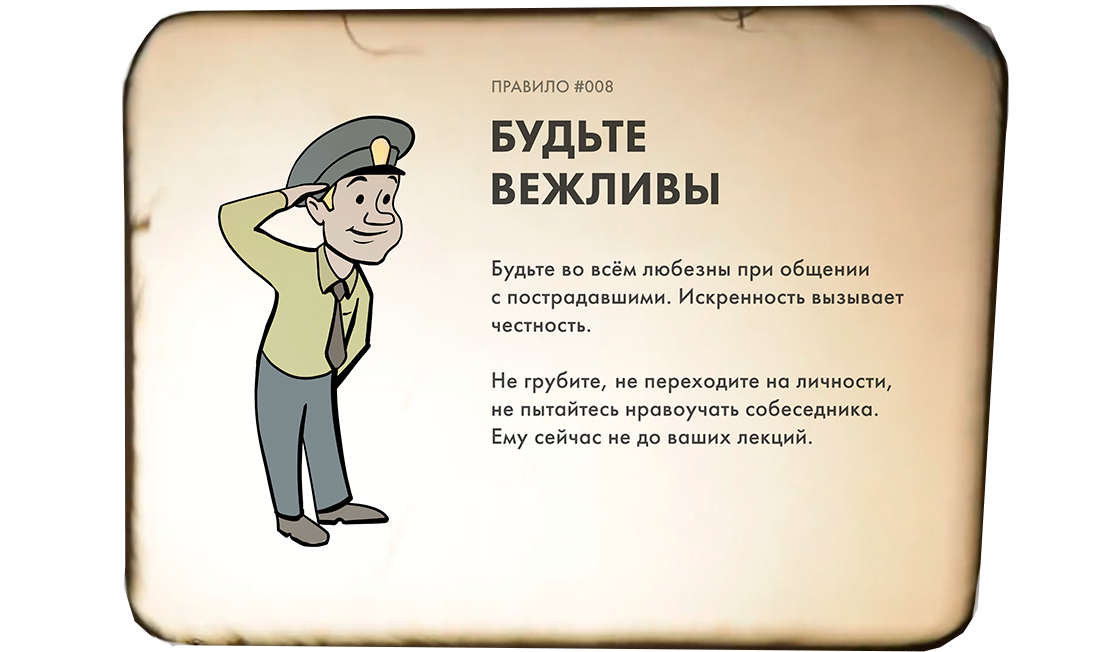 ПРАВИЛО #008
БУДЬТЕ
ВЕЖЛИВЫ
Будьте во всём любезны при общении
с пострадавшими. Искренность вызывает
честность.
Не грубите, не переходите на личности,
не пытайтесь нравоучать собеседника.
Ему сейчас не до ваших лекций.